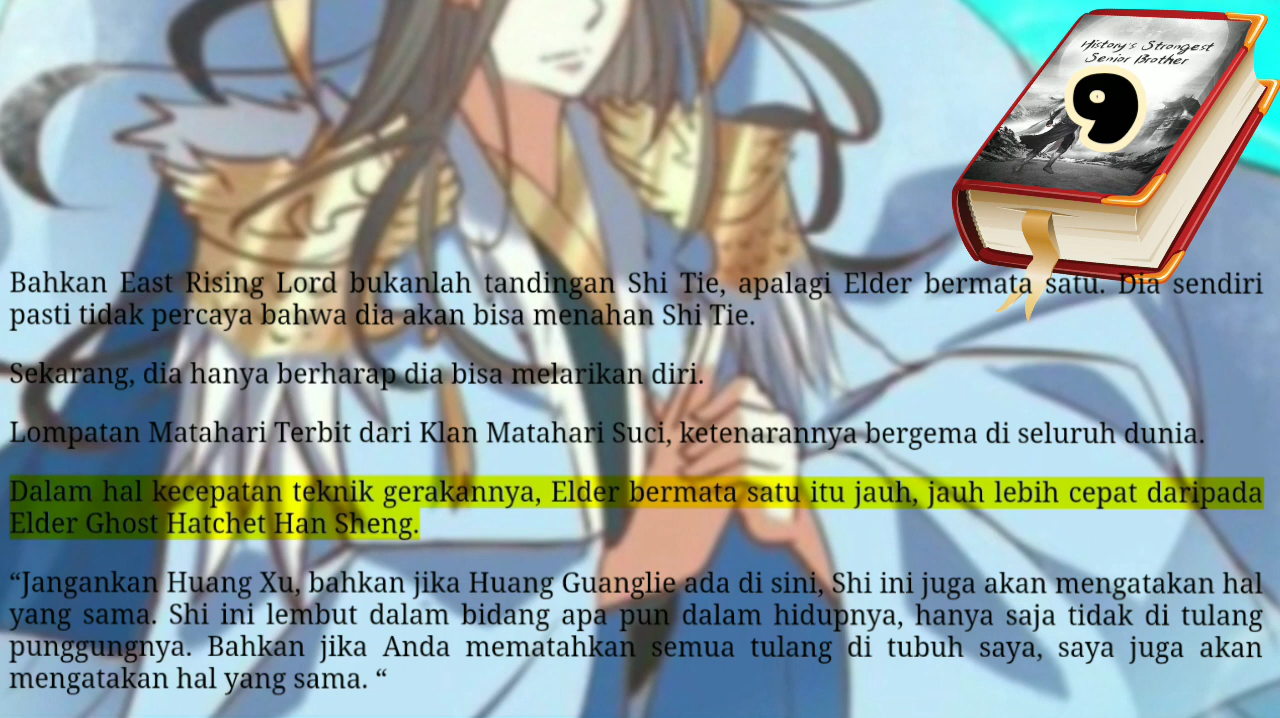 History's Strongest
Senior Brother
9
Bahkan East Rising Lord bukanlah tandingan Shi Tie, apalagi Elder bermata satu. Dia sendiri
pasti tidak percaya bahwa dia akan bisa menahan Shi Tie.
Sekarang, dia hanya berharap dia bisa melarikan diri.
Lompatan Matahari Terbit dari Klan Matahari Suci, ketenarannya bergema di seluruh dunia.
Dalam hal kecepatan teknik gerakannya, Elder bermata satu itu jauh, jauh lebih cepat daripada
Elder Ghost Hatchet Han Sheng.
“Jangankan Huang Xu, bahkan jika Huang Guanglie ada di sini, Shi ini juga akan mengatakan hal
yang sama. Shi ini lembut dalam bidang apa pun dalam hidupnya, hanya saja tidak di tulang
punggungnya. Bahkan jika Anda mematahkan semua tulang di tubuh saya, saya juga akan
mengatakan hal yang sama. “